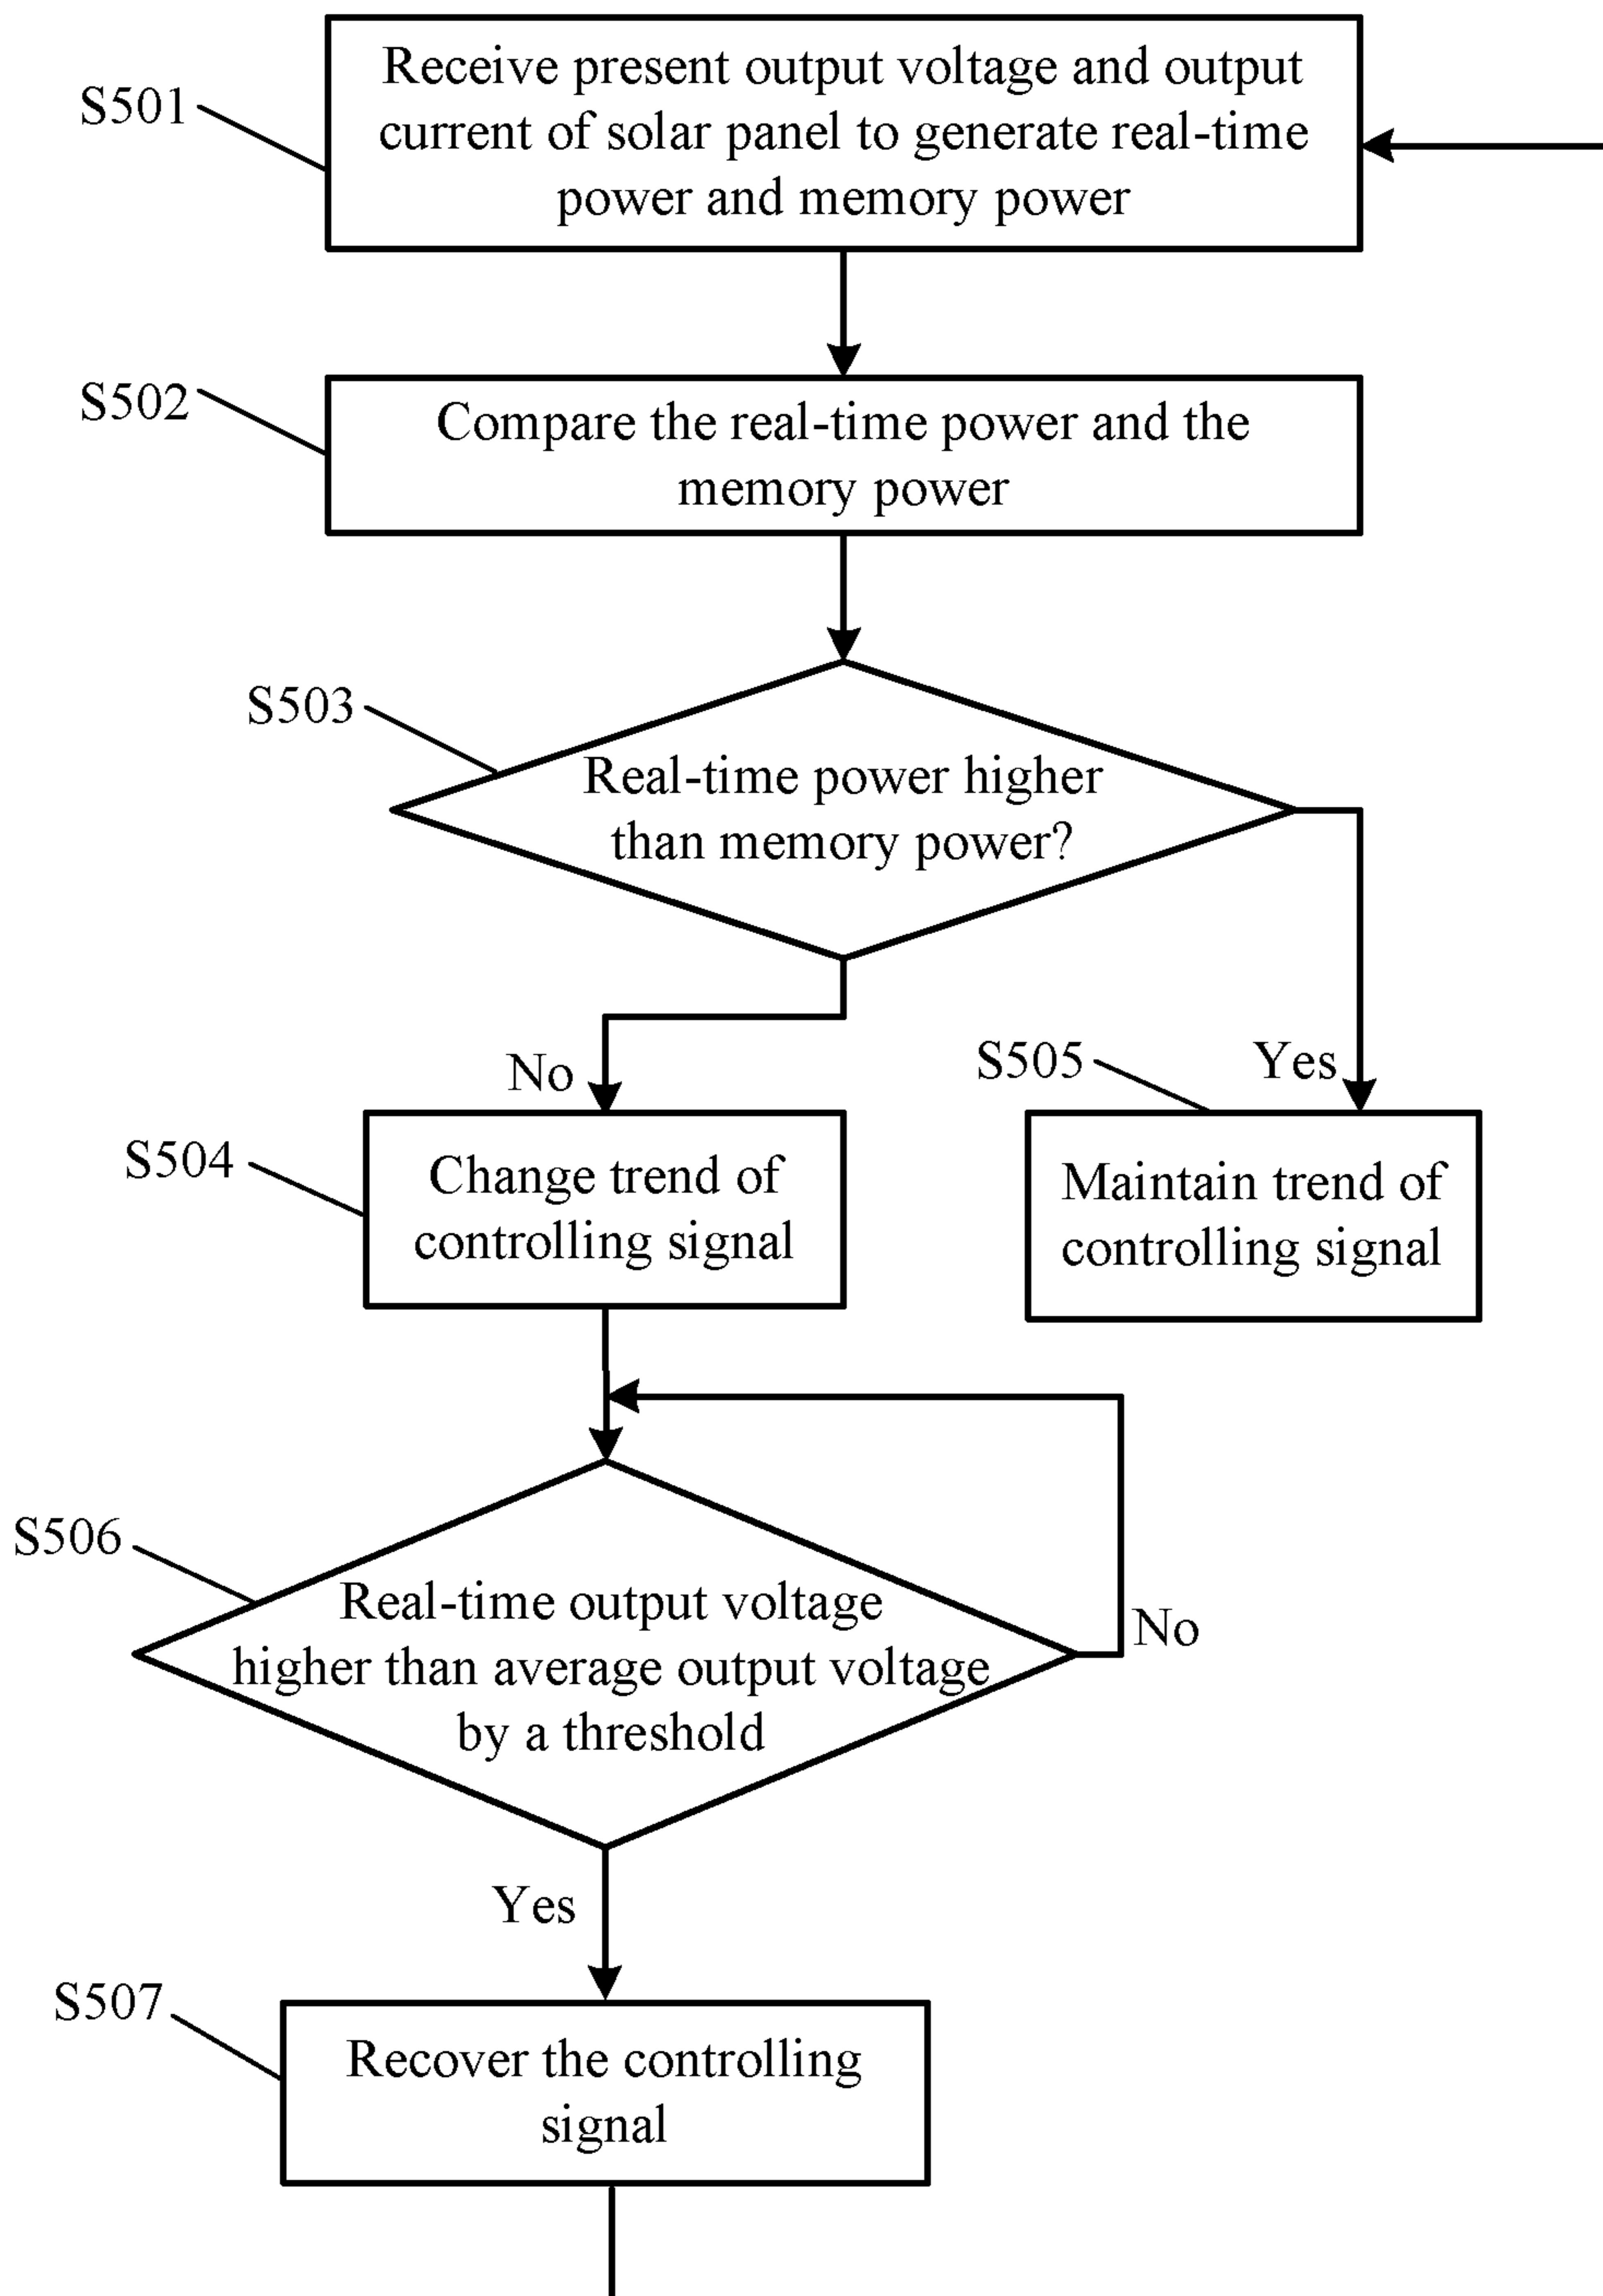 S501
Receive present output voltage and output
current of solar panel to generate real-time
power and memory power
S502
Compare the real-time power and the
memory power
S503
Real-time power higher
than memory power?
No
S505
Yes
S504
Change trend of
controlling signal
Maintain trend of
controlling signal
S506
Real-time output voltage
higher than average output voltage
by a threshold
No
Yes
S507
Recover the controlling
signal